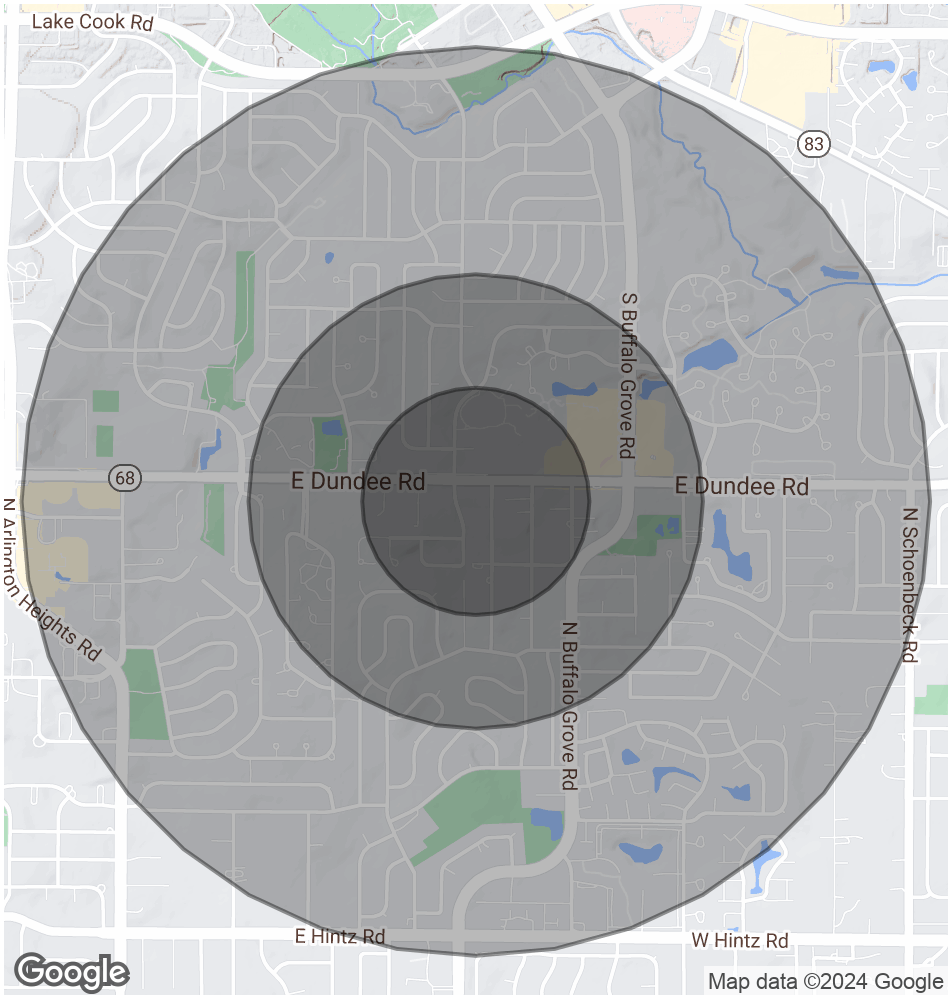 Lake Cook Rd
83
S Buffalo Grove Rd
68
E Dundee Rd
E Dundee Rd
N Arlington Heights Rd
N Schoenbeck Rd
N Buffalo Grove Rd
E Hintz Rd
W Hintz Rd
Google
Map data ©2024 Google